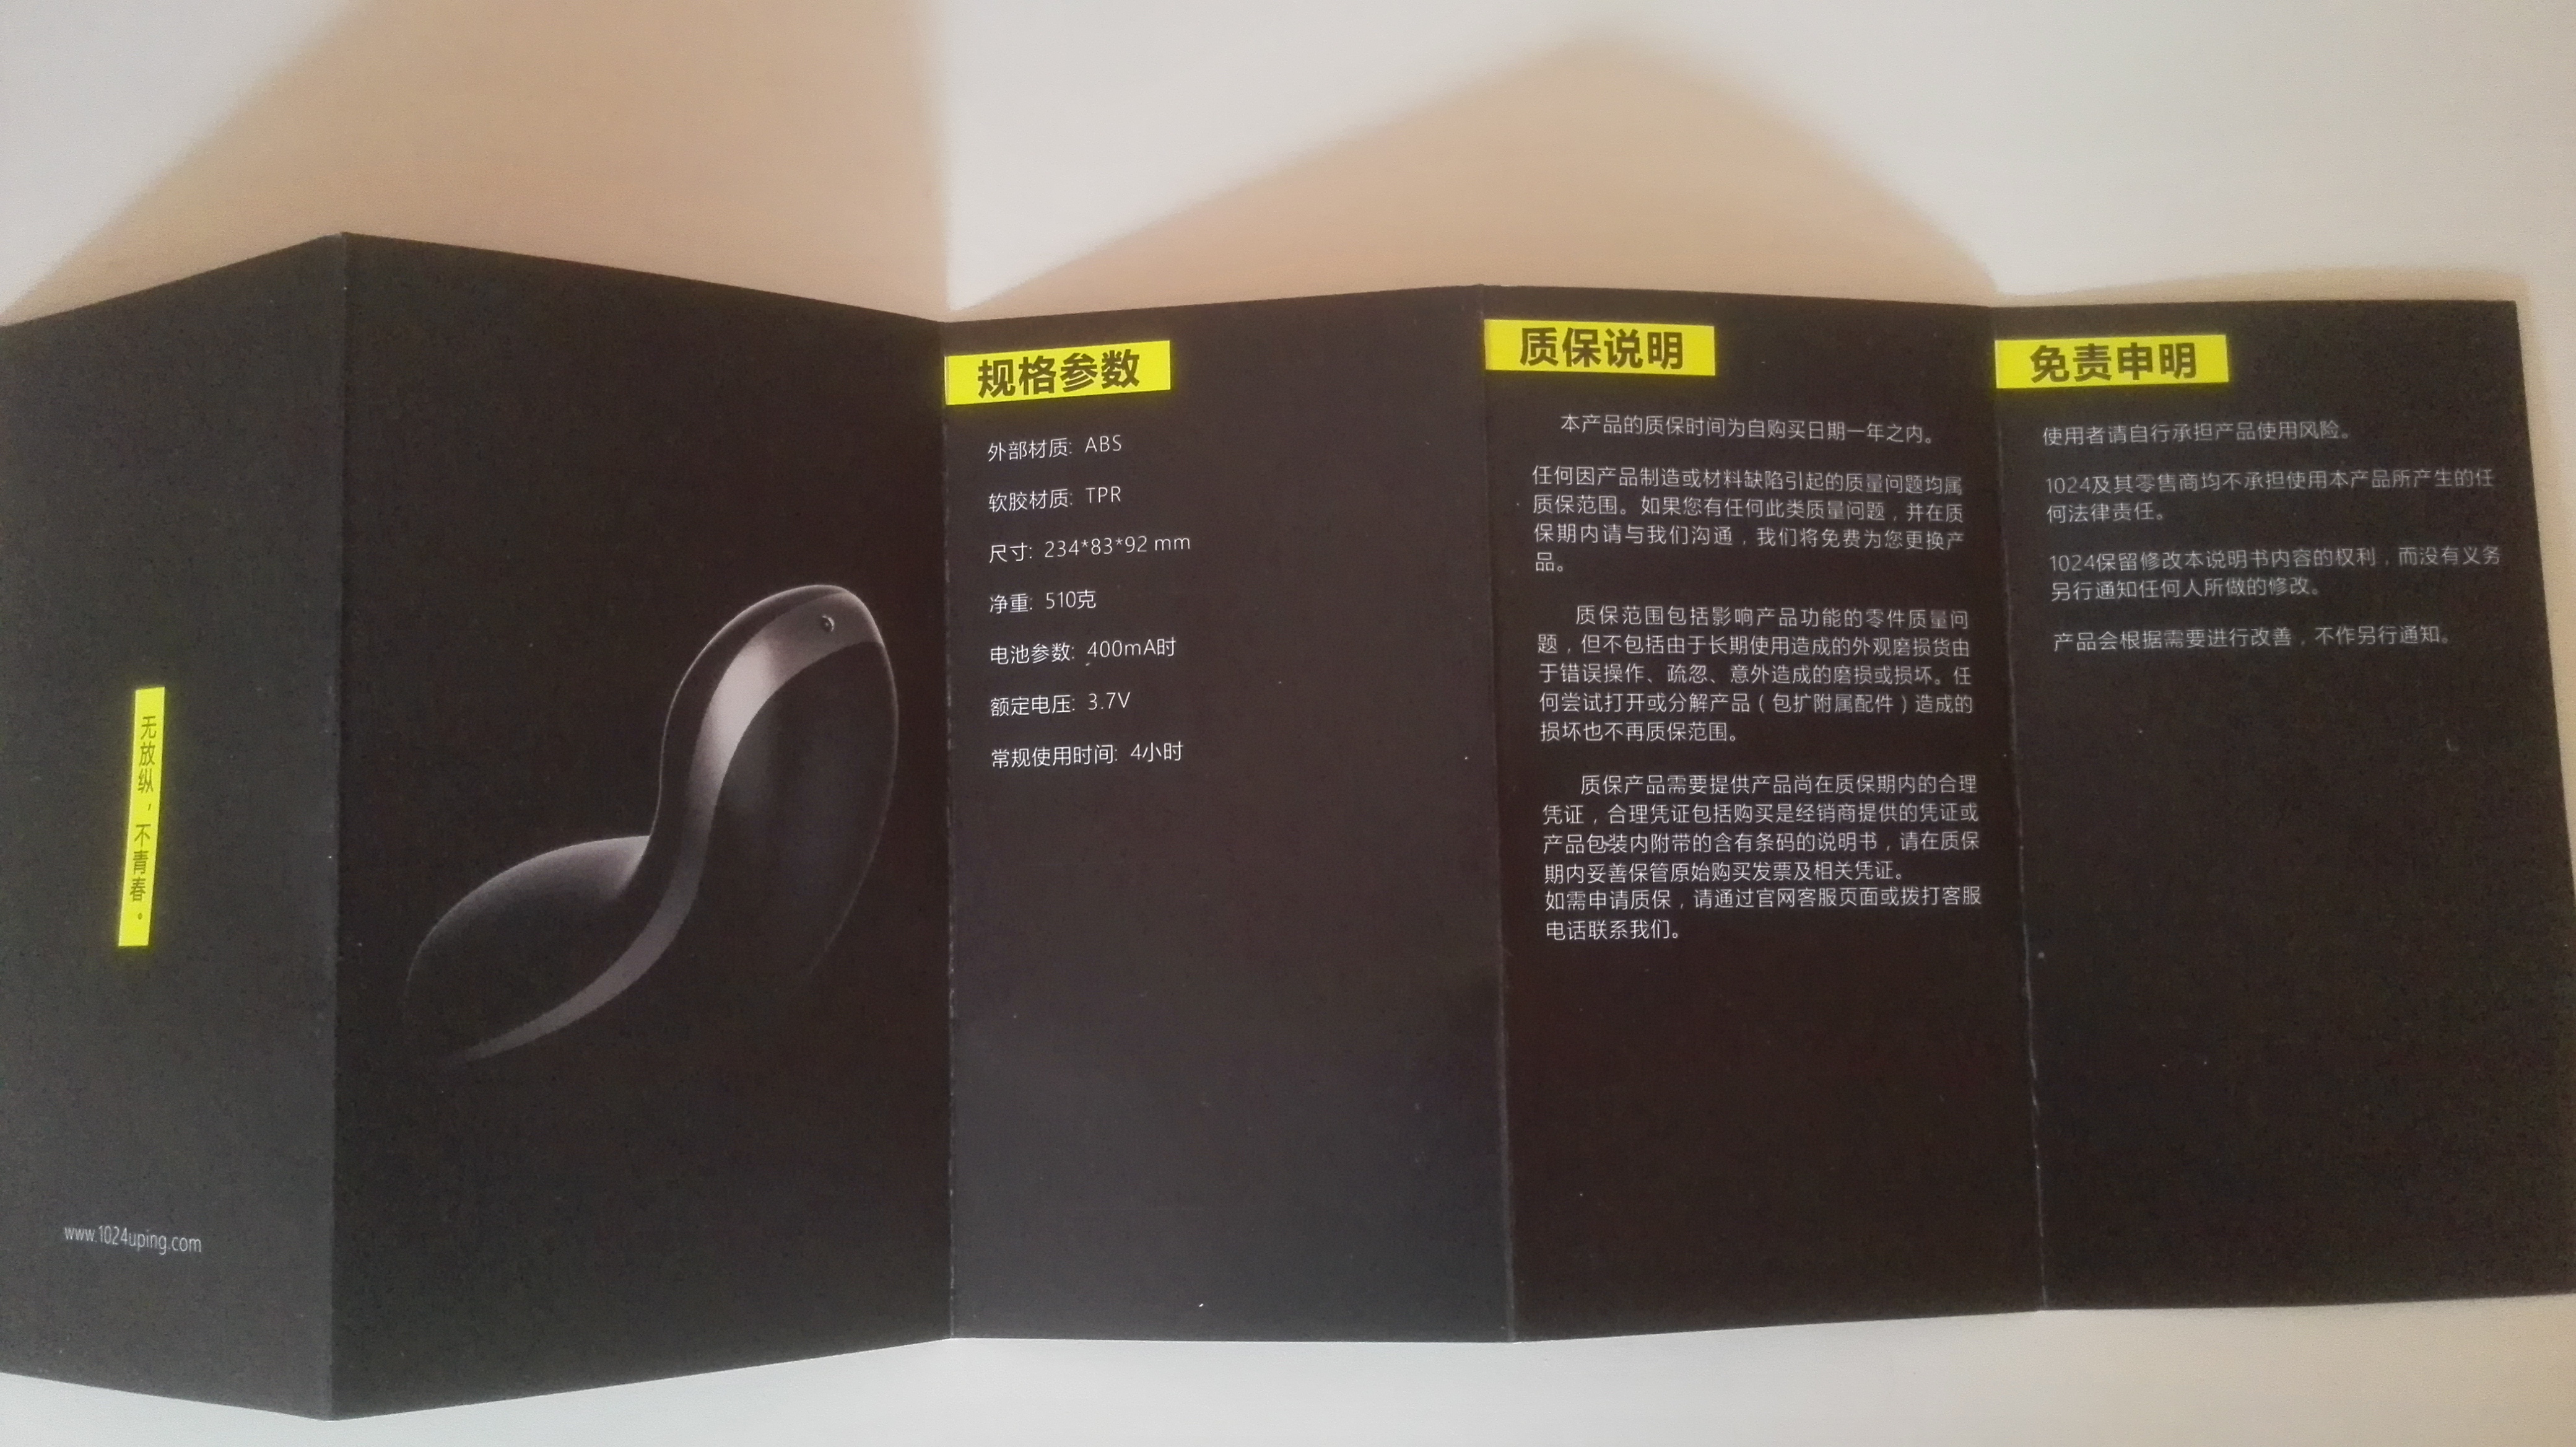 无放纵，不青春。
www.1024uping.com
规格参数
外部材质: ABS
软胶材质: TPR
尺寸: 234*83*92 mm
净重: 510克
电池参数: 400mA时
额定电压: 3.7V
常规使用时间: 4小时
质保说明
本产品的质保时间为自购买日期一年之内。
任何因产品制造或材料缺陷引起的质量问题均属
质保范围。如果您有任何此类质量问题，并在质
保期内请与我们沟通，我们将免费为您更换产
品。
质保范围包括影响产品功能的零件质量问
题，但不包括由于长期使用造成的外观磨损货由
于错误操作、疏忽、意外造成的磨损或损坏。任
何尝试打开或分解产品（包扩附属配件）造成的
损坏也不再质保范围。
质保产品需要提供产品尚在质保期内的合理
凭证，合理凭证包括购买是经销商提供的凭证或
产品包装内附带的含有条码的说明书，请在质保
期内妥善保管原始购买发票及相关凭证。
如需申请质保，请通过官网客服页面或拨打客服
电话联系我们。
免责申明
使用者请自行承担产品使用风险。
1024及其零售商均不承担使用本产品所产生的任
何法律责任。
1024保留修改本说明书内容的权利，而没有义务
另行通知任何人所做的修改。
产品会根据需要进行改善，不作另行通知。